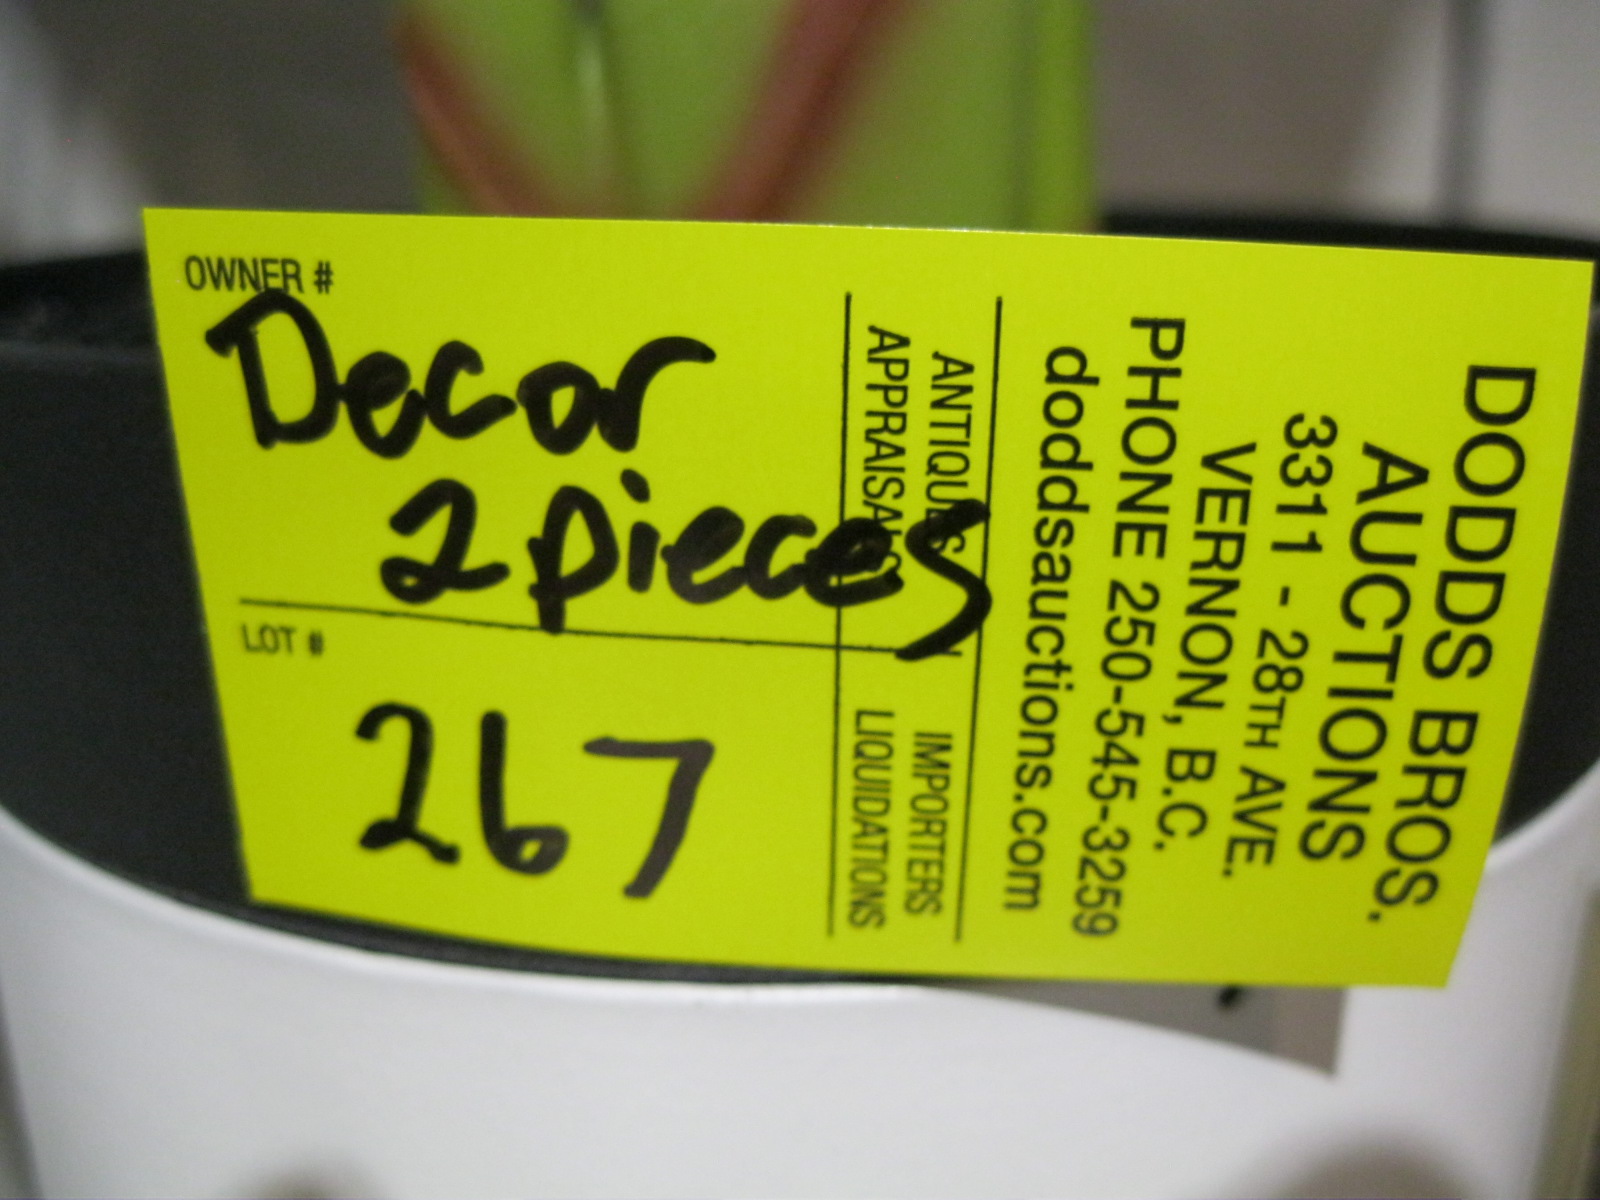 OWNER #
Decor
2 pieces
LOT #
267
ANTIQUES
APPRAISALS
IMPORTERS
LIQUIDATIONS
DODDS BROS.
AUCTIONS
3311 - 28TH AVE.
VERNON, B.C.
PHONE 250-545-3259
doddsauctions.com